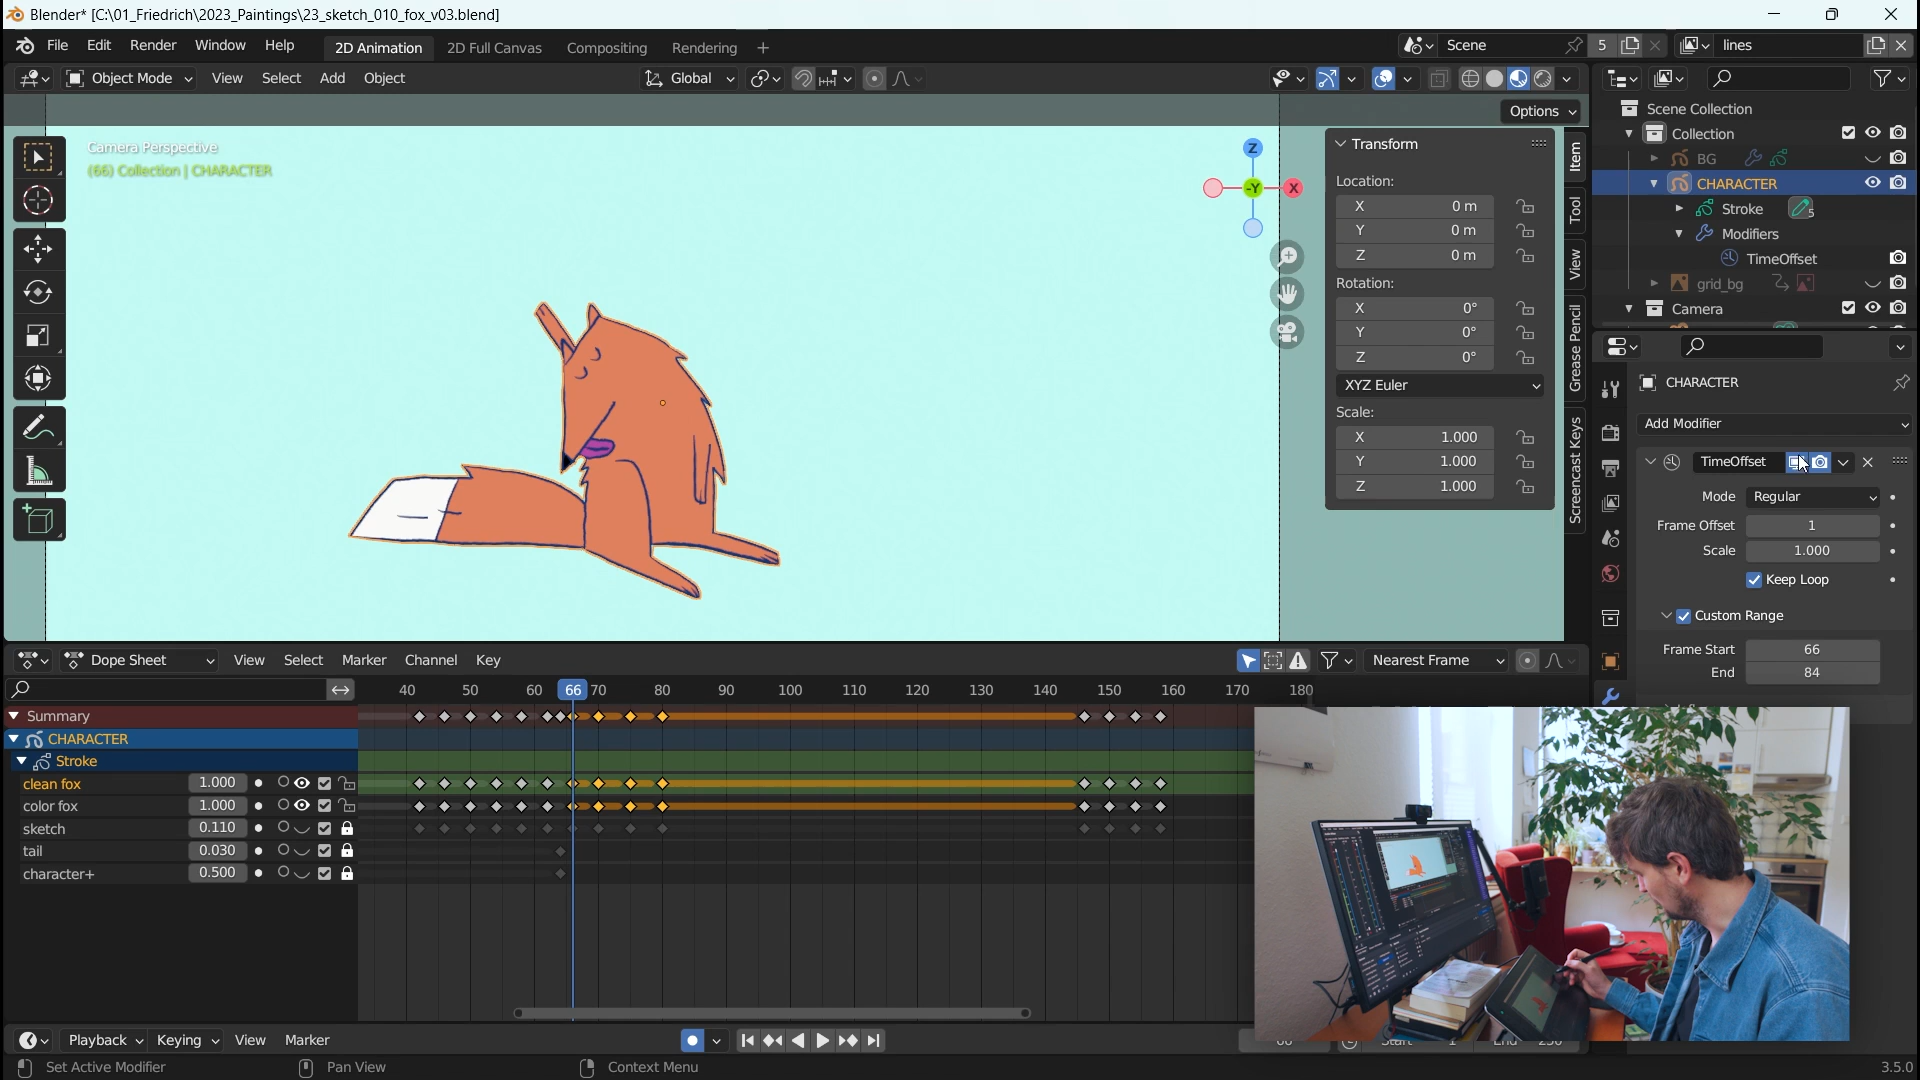 Blender* [C:\01_Friedrich\2023_Paintings\23_sketch_010_fox_v03.blend]
File Edit Render Window Help 2D Animation 2D Full Canvas Compositing Rendering + Scene 5 lines
Object Mode View Select Add Object Global
Options
Camera Perspective
(66) Collection | CHARACTER
Z
-Y X
Transform
Location:
X 0 m
Y 0 m
Z 0 m
Rotation:
X 0°
Y 0°
Z 0°
XYZ Euler
Scale:
X 1.000
Y 1.000
Z 1.000
Item
Tool
View
Grease Pencil
Screencast Keys
Scene Collection
Collection
BG
CHARACTER
Stroke 5
Modifiers
TimeOffset
grid_bg
Camera
CHARACTER
Add Modifier
TimeOffset
Mode Regular
Frame Offset 1
Scale 1.000
Keep Loop
Custom Range
Frame Start 66
End 84
Dope Sheet View Select Marker Channel Key Nearest Frame
40 50 60 66 70 80 90 100 110 120 130 140 150 160 170 180
Summary
CHARACTER
Stroke
clean fox 1.000
color fox 1.000
sketch 0.110
tail 0.030
character+ 0.500
Playback Keying View Marker 66 Start 1 End 250
Set Active Modifier Pan View Context Menu 3.5.0